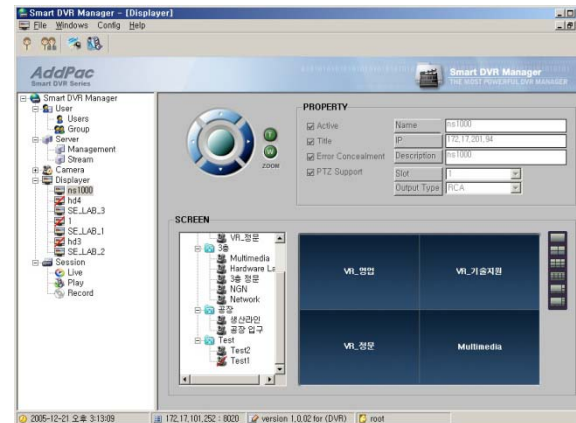 Smart DVR Manager - [Displayer]
File Windows Config Help
AddPac
Smart DVR Series
Smart DVR Manager
THE MOST POWERFUL DVR MANAGER
Smart DVR Manager
User
Users
Group
Server
Management
Stream
Camera
Displayer
ns1000
hd4
SE_LAB_3
1
SE_LAB_1
hd3
SE_LAB_2
Session
Live
Play
Record
T
W
ZOOM
PROPERTY
Active
Title
Error Concealment
PTZ Support
Name ns1000
IP 172.17.201.94
Description ns1000
Slot 1
Output Type RCA
SCREEN
VR_정문
3층
Multimedia
Hardware La
3층 정문
NGN
Network
공장
생산라인
공장 입구
Test
Test2
Test1
VR_영업
VR_기술지원
VR_정문
Multimedia
2005-12-21 오후 3:13:09 172.17.101.252 : 8020 version 1.0.02 for (DVR) root